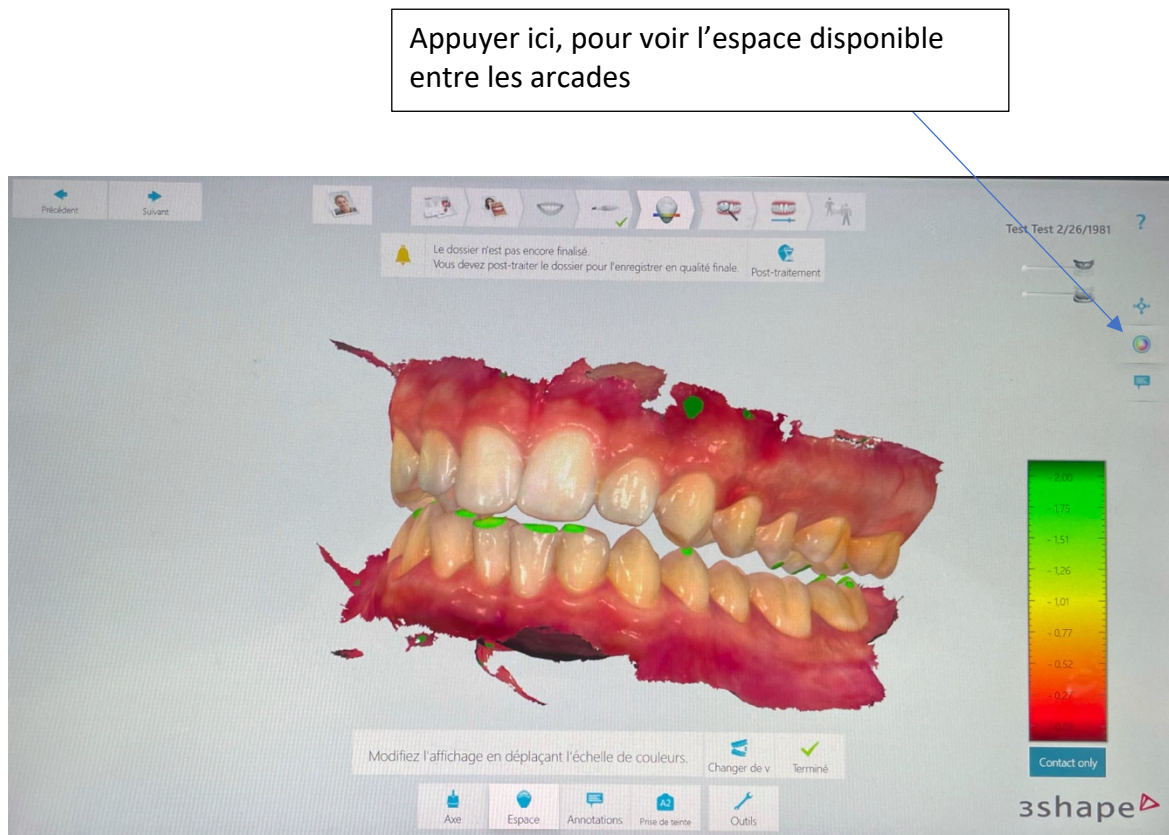 Appuyer ici, pour voir l’espace disponible
entre les arcades
Précédent
Suivant
Test Test 2/26/1981
?
Le dossier n'est pas encore finalisé.
Vous devez post-traiter le dossier pour l'enregistrer en qualité finale.
Post-traitement
- 2,00
- 1,75
- 1,51
- 1,26
- 1,01
- 0,77
- 0,52
- 0,27
Contact only
Modifiez l'affichage en déplaçant l'échelle de couleurs.
Changer de v
Terminé
A2
Axe
Espace
Annotations
Prise de teinte
Outils
3shape